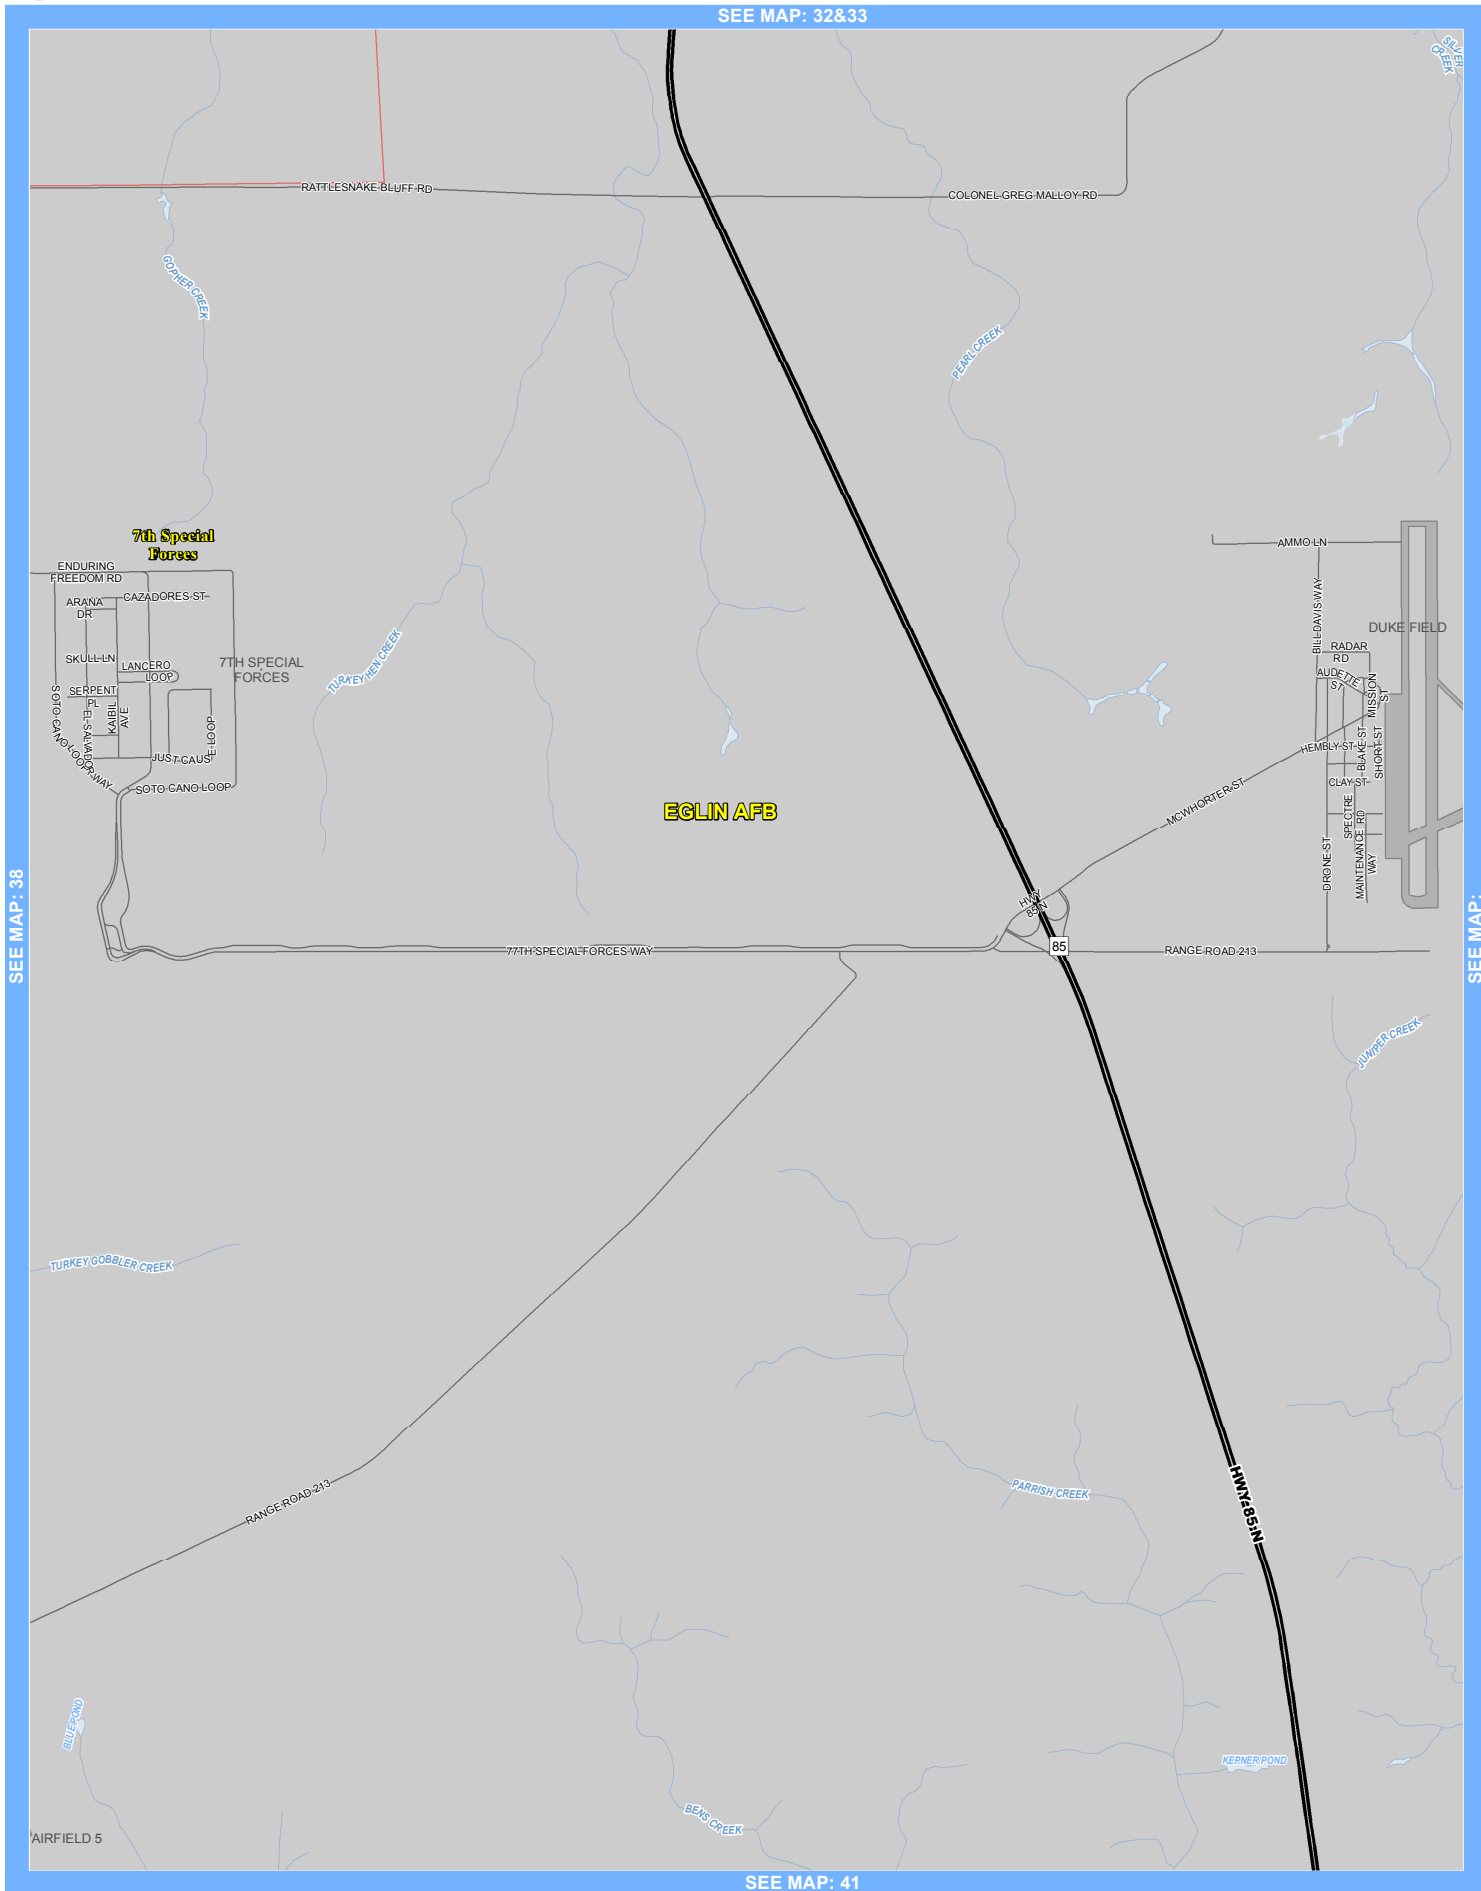 SEE MAP: 32&33
SILVER
CREEK
RATTLESNAKE BLUFF RD
COLONEL GREG MALLOY RD
GOPHER CREEK
PEARL CREEK
7th Special
Forces
AMMO LN
ENDURING
FREEDOM RD
CAZADORES ST
ARANA
DR
BILL DAVIS WAY
DUKE FIELD
TURKEY HEN CREEK
RADAR
RD
SKULL LN
LANCERO
LOOP
7TH SPECIAL
FORCES
AUDETTE
ST
MISSION
ST
SERPENT
PL
SOTO CANO LOOP
EL SALVADOR WAY
KAIBIL
AVE
E LOOP
JUST CAUS
SOTO CANO LOOP
HEMBLY ST
BLAKE ST
SHORT ST
CLAY ST
MCWHORTER ST
SPECTRE
EGLIN AFB
DRONE ST
MAINTENANCE RD
WAY
SEE MAP: 38
HWY
85 N
SEE MAP:
85
77TH SPECIAL FORCES WAY
RANGE ROAD 213
JUNIPER CREEK
TURKEY GOBBLER CREEK
RANGE ROAD 213
PARRISH CREEK
HWY 85 N
BLUE POND
KEPNER POND
BENS CREEK
AIRFIELD 5
SEE MAP: 41